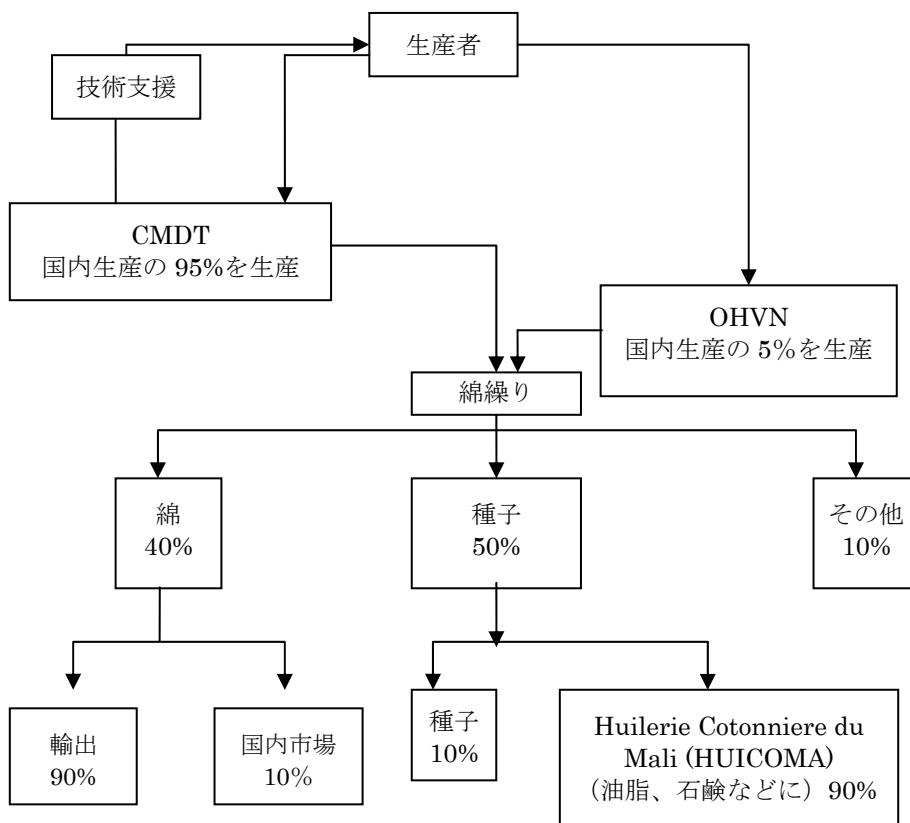 生産者
技術支援
CMDT
国内生産の 95%を生産
OHVN
国内生産の 5%を生産
綿繰り
綿
40%
種子
50%
その他
10%
輸出
90%
国内市場
10%
種子
10%
Huilerie Cotonniere du
Mali (HUICOMA)
（油脂、石鹸などに）90%